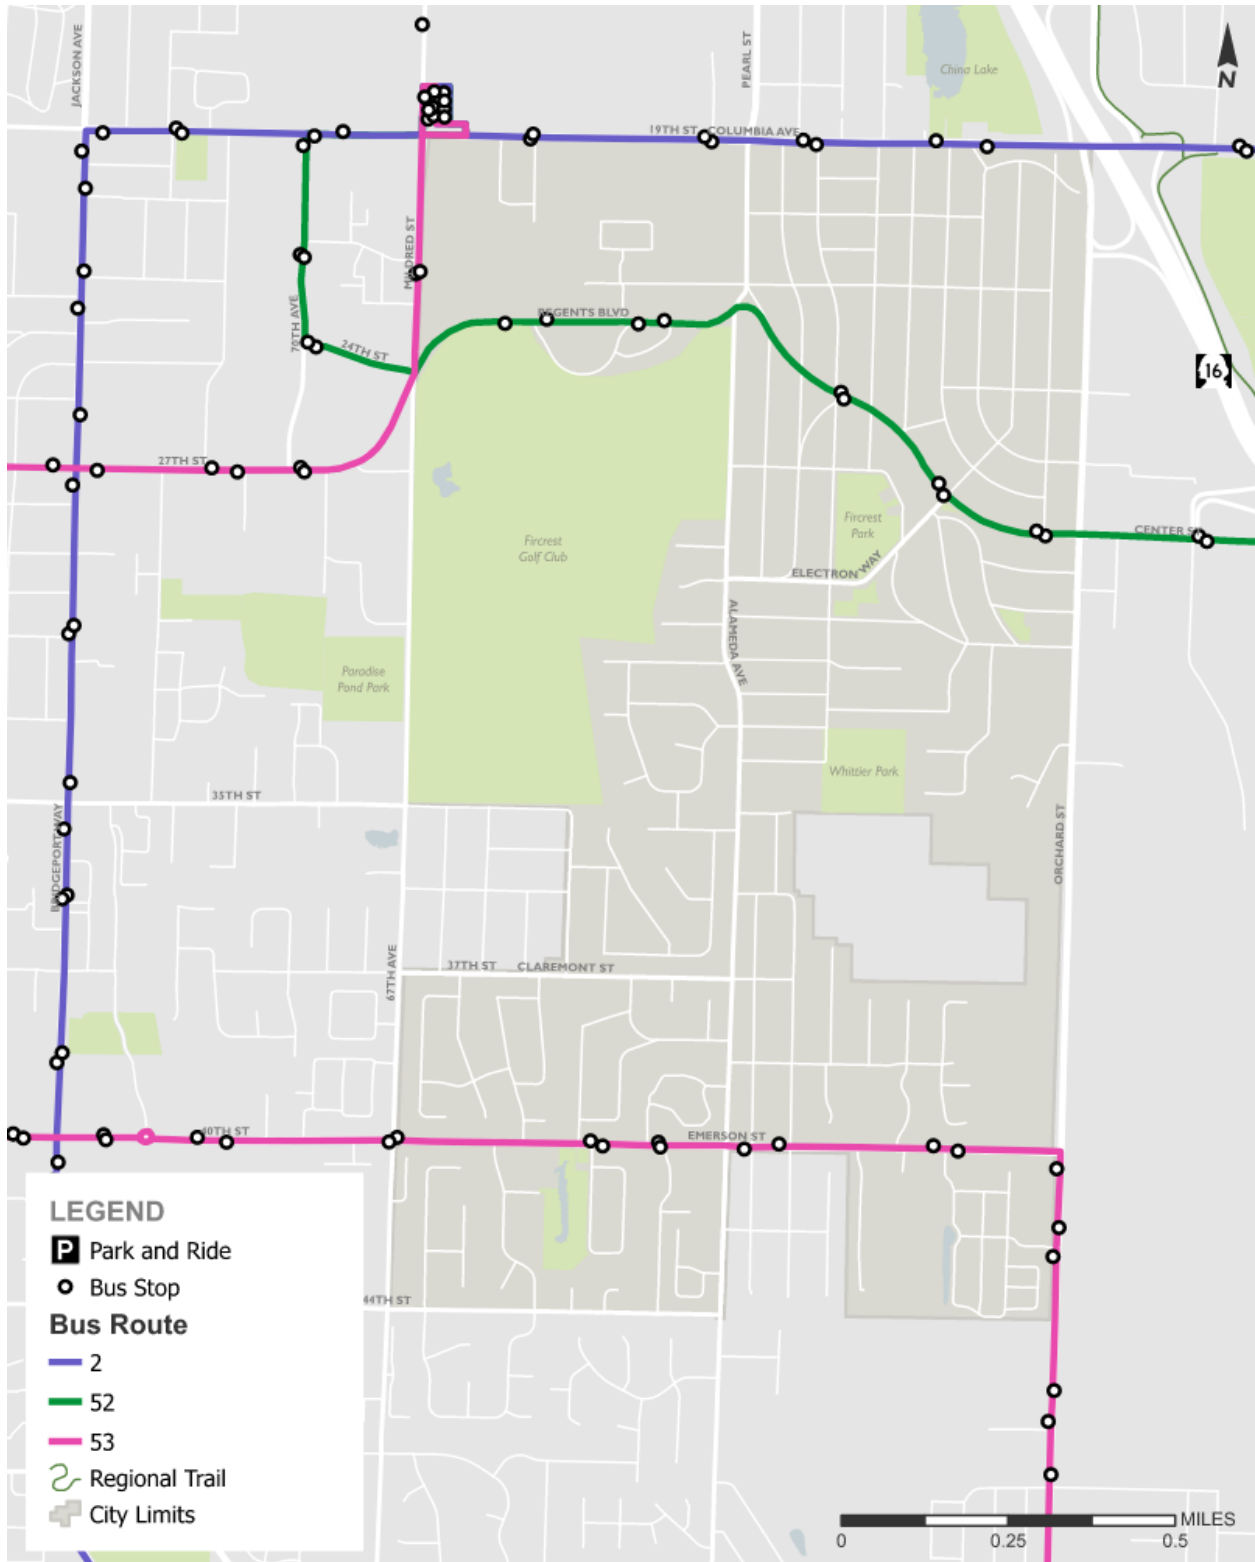 JACKSON AVE
PEARL ST
China Lake
N
19TH ST
COLUMBIA AVE
MILDRED ST
70TH AVE
REGENTS BLVD
24TH ST
16
27TH ST
Fircrest
Golf Club
Fircrest
Park
CENTER ST
ELECTRON WAY
ALAMEDA AVE
Paradise
Pond Park
Whittier Park
35TH ST
BRIDGEPORT WAY
ORCHARD ST
67TH AVE
37TH ST
CLAREMONT ST
40TH ST
EMERSON ST
44TH ST
LEGEND
P Park and Ride
Bus Stop
Bus Route
2
52
53
Regional Trail
City Limits
MILES
0 0.25 0.5